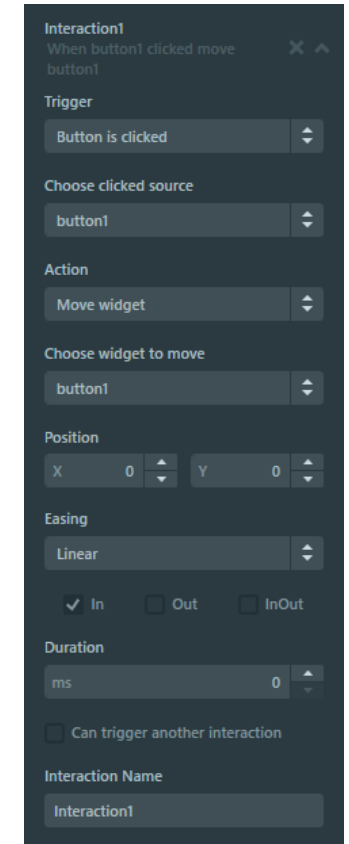 Interaction1
When button1 clicked move
button1
Trigger
Button is clicked
Choose clicked source
button1
Action
Move widget
Choose widget to move
button1
Position
X 0 Y 0
Easing
Linear
In Out InOut
Duration
ms 0
Can trigger another interaction
Interaction Name
Interaction1